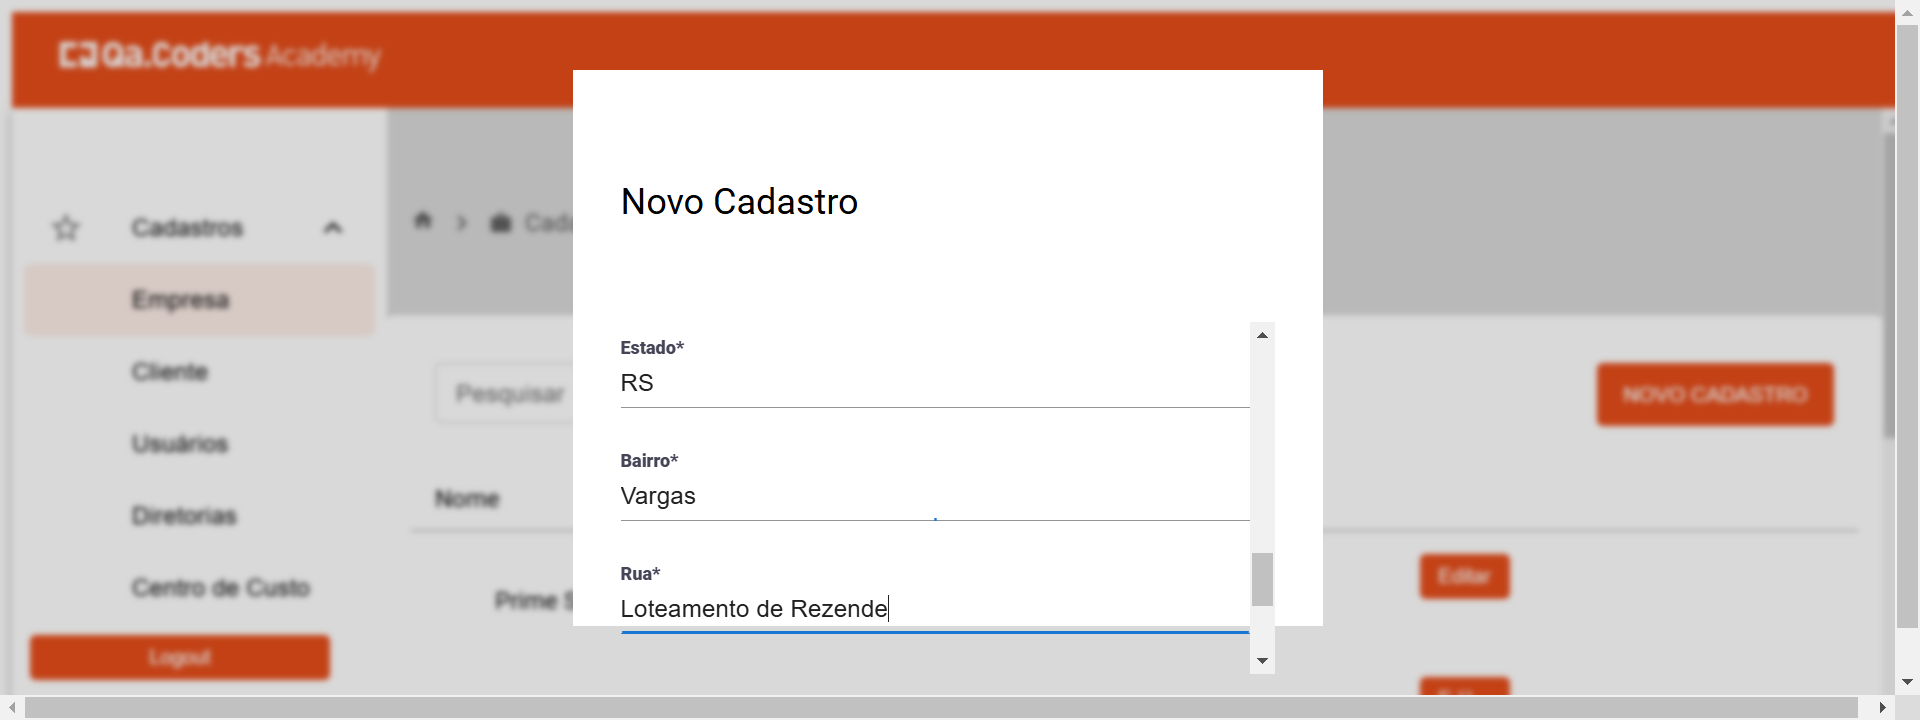 Qa.Coders Academy
Novo Cadastro
Cadastros
Empresa
Cliente
Usuários
Diretorias
Centro de Custo
Logout
Pesquisar
NOVO CADASTRO
Nome
Prime
Editar
Estado*
RS
Bairro*
Vargas
Rua*
Loteamento de Rezende